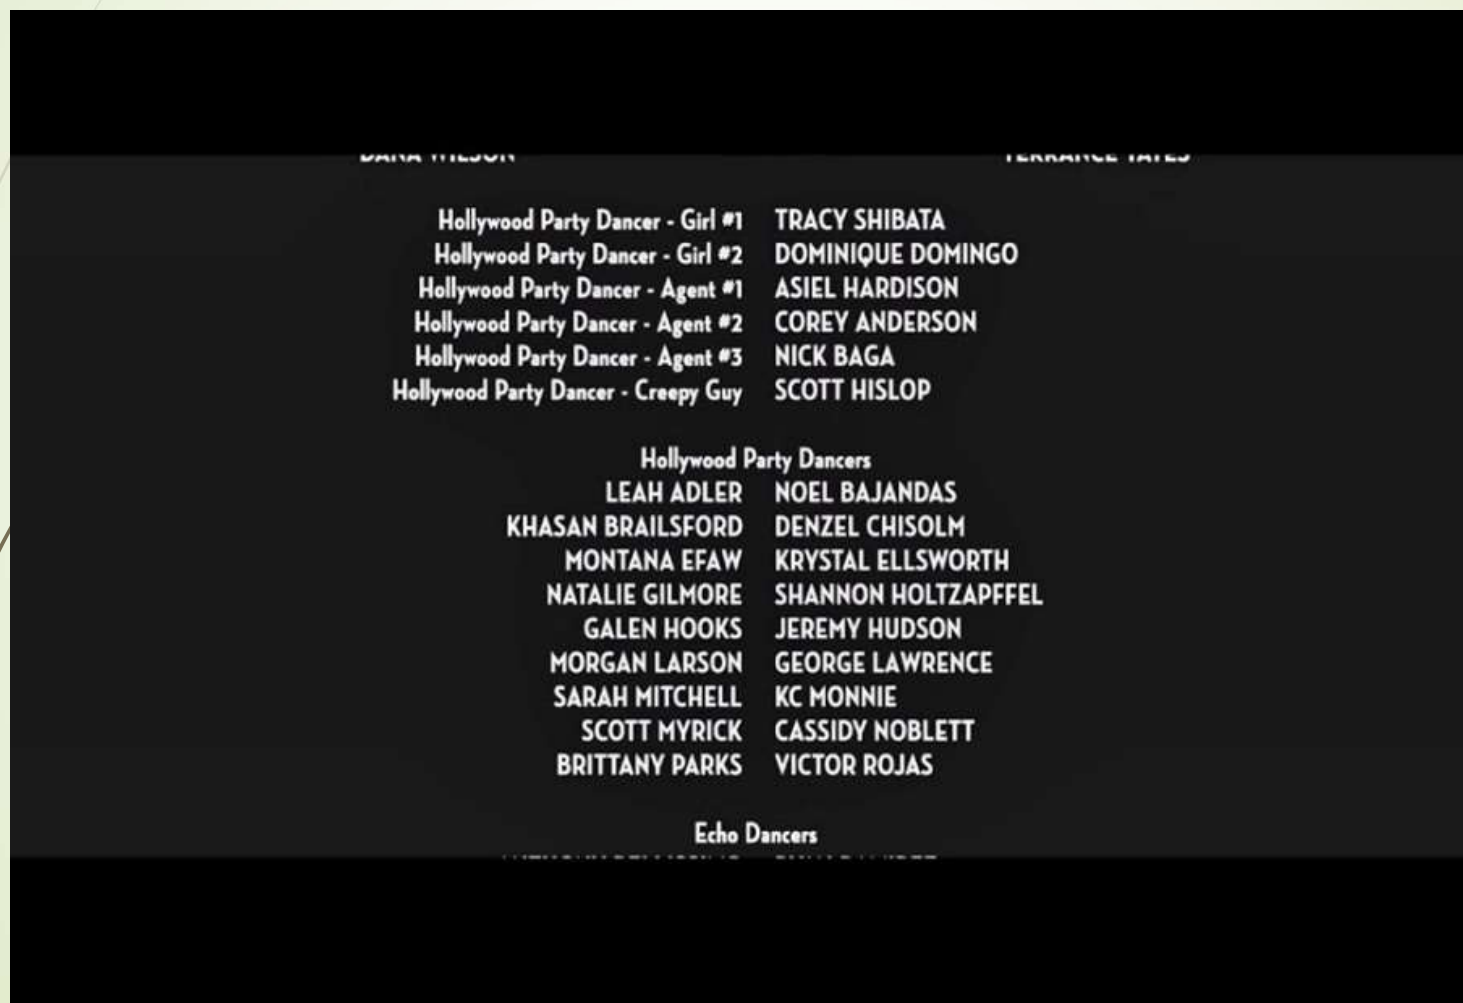 DANA WILSON TERRANCE YATES
Hollywood Party Dancer - Girl #1 TRACY SHIBATA
Hollywood Party Dancer - Girl #2 DOMINIQUE DOMINGO
Hollywood Party Dancer - Agent #1 ASIEL HARDISON
Hollywood Party Dancer - Agent #2 COREY ANDERSON
Hollywood Party Dancer - Agent #3 NICK BAGA
Hollywood Party Dancer - Creepy Guy SCOTT HISLOP
Hollywood Party Dancers
LEAH ADLER NOEL BAJANDAS
KHASAN BRAILSFORD DENZEL CHISOLM
MONTANA EFAW KRYSTAL ELLSWORTH
NATALIE GILMORE SHANNON HOLTZAPFFEL
GALEN HOOKS JEREMY HUDSON
MORGAN LARSON GEORGE LAWRENCE
SARAH MITCHELL KC MONNIE
SCOTT MYRICK CASSIDY NOBLETT
BRITTANY PARKS VICTOR ROJAS
Echo Dancers